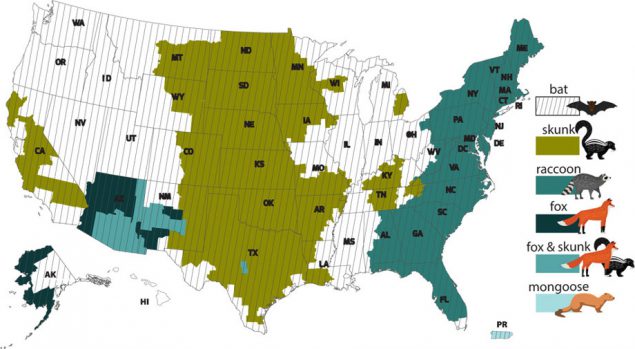 WA
OR
ID
MT
ND
MN
WI
MI
ME
VT
NH
NY
MA
CT
RI
WY
SD
IA
NV
UT
CO
NE
IL
IN
OH
PA
NJ
MD
DE
DC
WV
VA
CA
KS
MO
KY
AZ
NM
OK
AR
TN
NC
SC
TX
LA
MS
AL
GA
FL
AK
HI
PR
bat
skunk
raccoon
fox
fox & skunk
mongoose